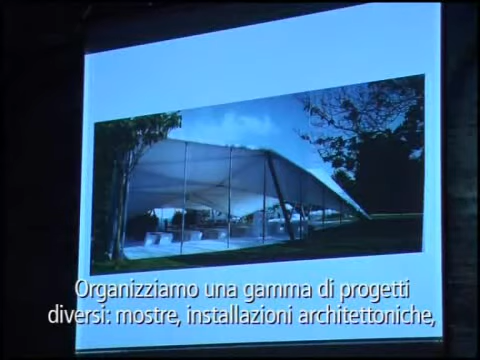 Organizziamo una gamma di progetti
diversi: mostre, installazioni architettoniche,